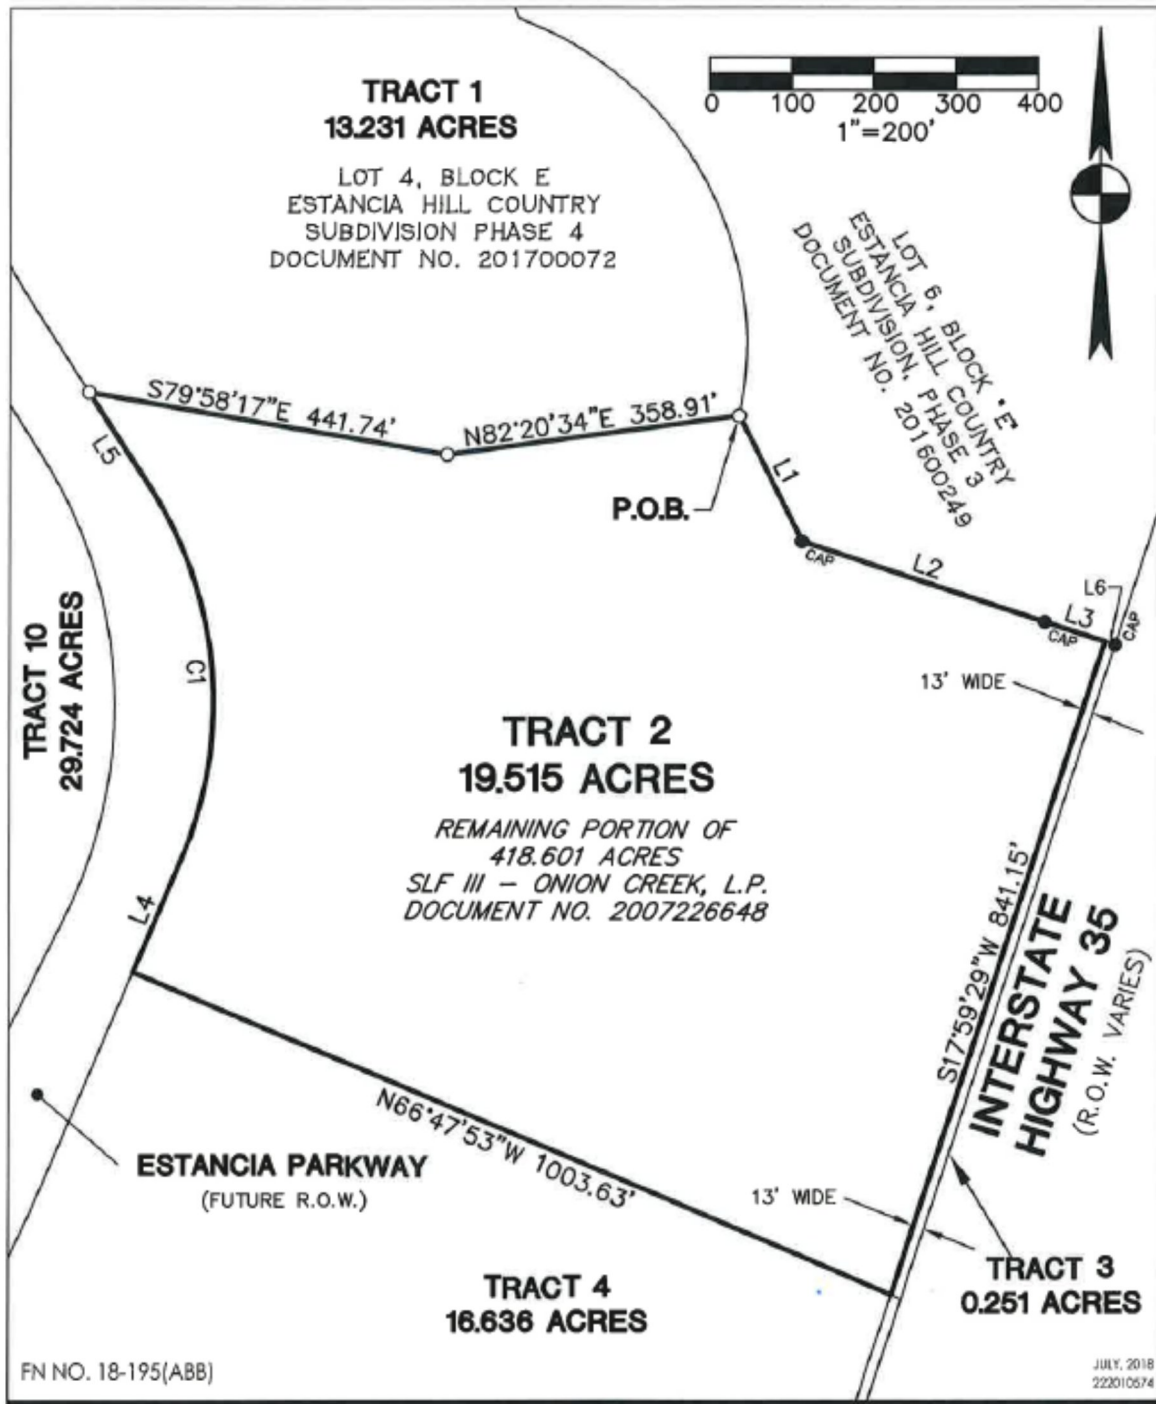 TRACT 1
13.231 ACRES
LOT 4, BLOCK E
ESTANCIA HILL COUNTRY
SUBDIVISION PHASE 4
DOCUMENT NO. 201700072
0 100 200 300 400
1"=200'
LOT 6, BLOCK "E"
ESTANCIA HILL COUNTRY
SUBDIVISION, PHASE 3
DOCUMENT NO. 201600249
S79°58'17"E 441.74'
N82°20'34"E 358.91'
L5
L1
P.O.B.
CAP
L2
L6
L3
CAP
CAP
TRACT 10
29.724 ACRES
C1
13' WIDE
TRACT 2
19.515 ACRES
REMAINING PORTION OF
418.601 ACRES
SLF III – ONION CREEK, L.P.
DOCUMENT NO. 2007226648
L4
S17°59'29"W 841.15'
INTERSTATE
HIGHWAY 35
(R.O.W. VARIES)
N66°47'53"W 1003.63'
ESTANCIA PARKWAY
(FUTURE R.O.W.)
13' WIDE
TRACT 3
0.251 ACRES
TRACT 4
16.636 ACRES
FN NO. 18-195(ABB)
JULY, 2018
222010574